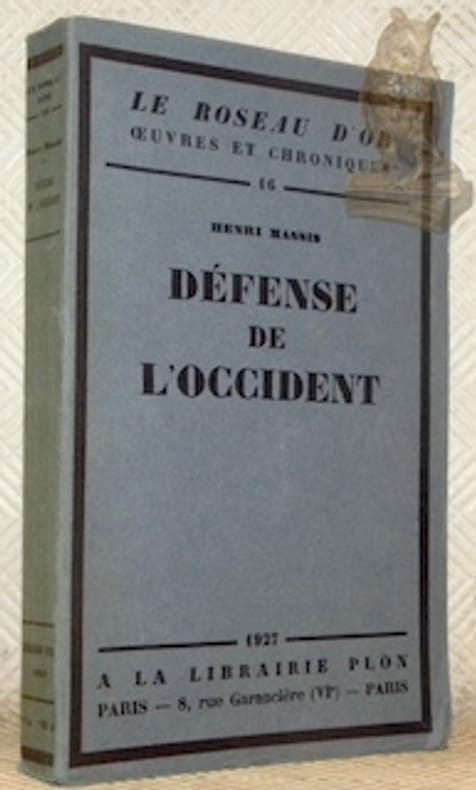 LE ROSEAU D'OR
ŒUVRES ET CHRONIQUES
16
HENRI MASSIS
DÉFENSE
DE
L'OCCIDENT
1927
A LA LIBRAIRIE PLON
PARIS — 8, rue Garancière (VIᵉ) — PARIS